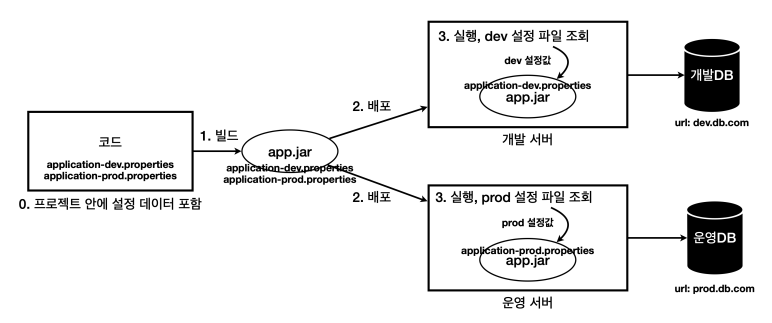 코드
application-dev.properties
application-prod.properties
0. 프로젝트 안에 설정 데이터 포함
1. 빌드
app.jar
application-dev.properties
application-prod.properties
2. 배포
2. 배포
3. 실행, dev 설정 파일 조회
dev 설정값
application-dev.properties
app.jar
개발 서버
개발DB
url: dev.db.com
3. 실행, prod 설정 파일 조회
prod 설정값
application-prod.properties
app.jar
운영 서버
운영DB
url: prod.db.com